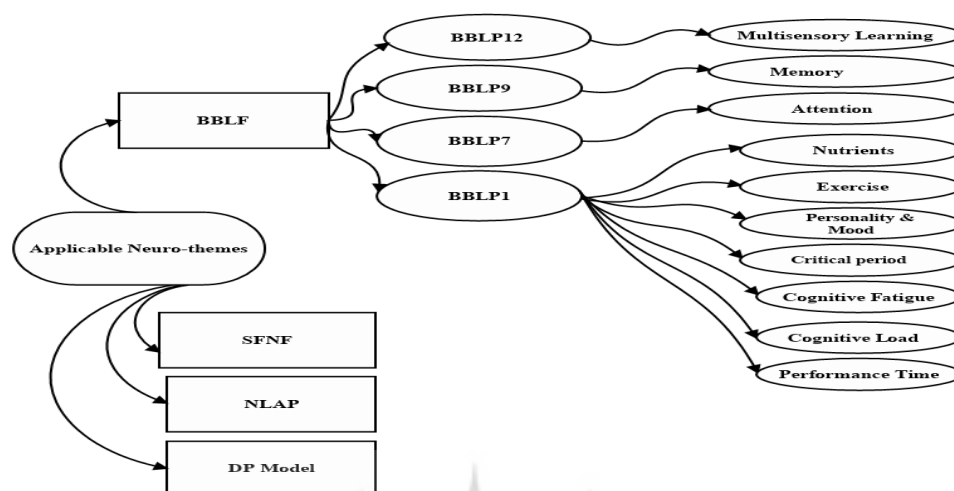 BBLP12
Multisensory Learning
BBLP9
Memory
BBLF
BBLP7
Attention
BBLP1
Nutrients
Exercise
Applicable Neuro-themes
Personality &
Mood
Critical period
Cognitive Fatigue
SFNF
Cognitive Load
NLAP
Performance Time
DP Model